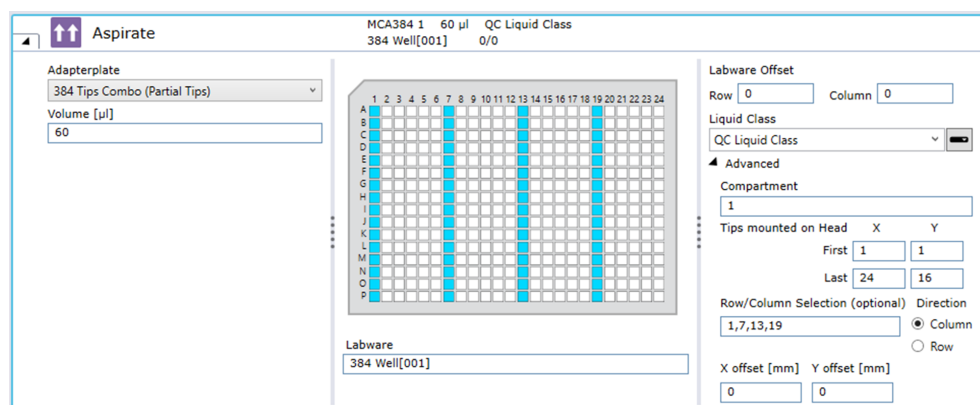 Aspirate
MCA384 1 60 µl QC Liquid Class
384 Well[001] 0/0
Adapterplate
384 Tips Combo (Partial Tips)
Volume [µl]
60
1 2 3 4 5 6 7 8 9 10 11 12 13 14 15 16 17 18 19 20 21 22 23 24
A
B
C
D
E
F
G
H
I
J
K
L
M
N
O
P
Labware
384 Well[001]
Labware Offset
Row 0 Column 0
Liquid Class
QC Liquid Class
Advanced
Compartment
1
Tips mounted on Head X Y
First 1 1
Last 24 16
Row/Column Selection (optional) Direction
1,7,13,19 Column
Row
X offset [mm] Y offset [mm]
0 0